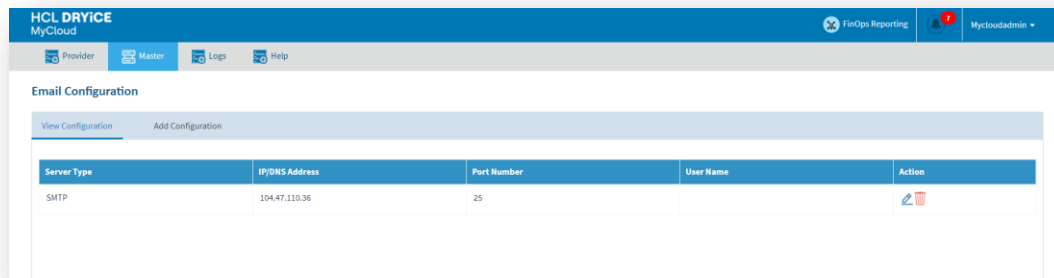 HCL DRYiCE
MyCloud
FinOps Reporting
7
Mycloudadmin
Provider
Master
Logs
Help
Email Configuration
View Configuration
Add Configuration
Server Type IP/DNS Address Port Number User Name Action
SMTP 104.47.110.36 25